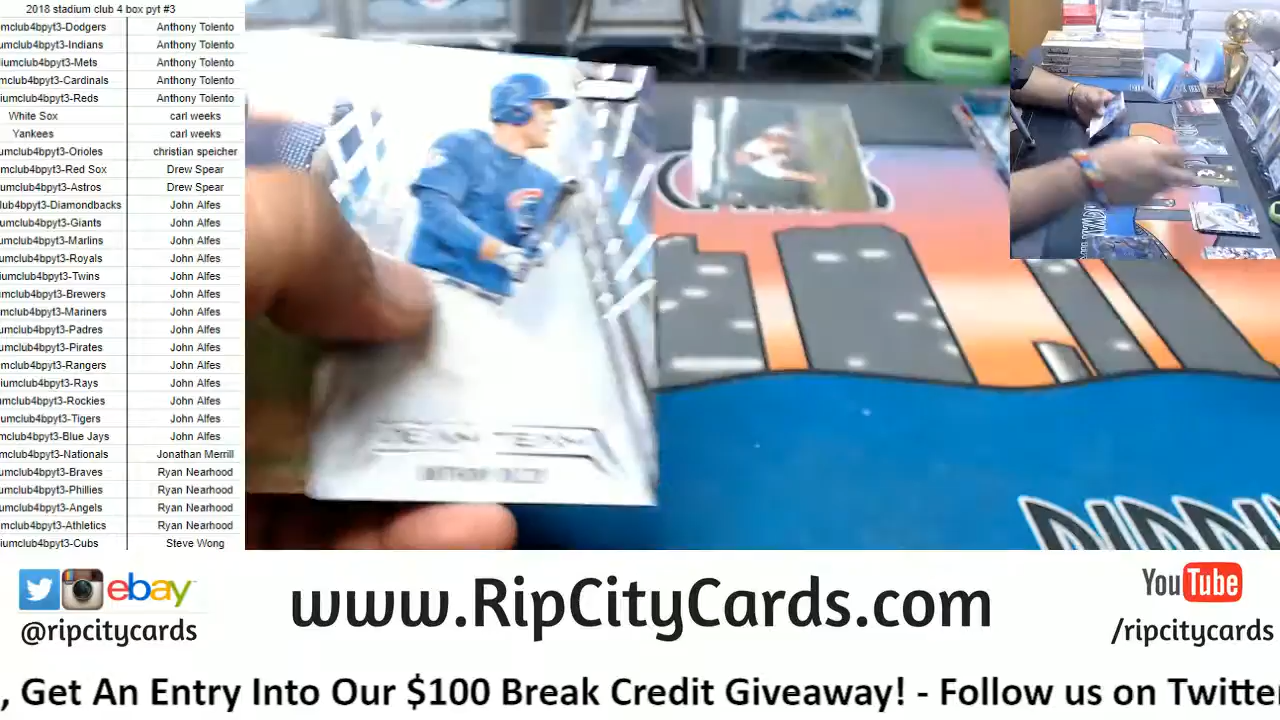 2018 stadium club 4 box pyt #3
umclub4bpyt3-Dodgers Anthony Tolento
iumclub4bpyt3-Indians Anthony Tolento
diumclub4bpyt3-Mets Anthony Tolento
mclub4bpyt3-Cardinals Anthony Tolento
diumclub4bpyt3-Reds Anthony Tolento
White Sox carl weeks
Yankees carl weeks
umclub4bpyt3-Orioles christian speicher
umclub4bpyt3-Red Sox Drew Spear
umclub4bpyt3-Astros Drew Spear
club4bpyt3-Diamondbacks John Alfes
iumclub4bpyt3-Giants John Alfes
umclub4bpyt3-Marlins John Alfes
umclub4bpyt3-Royals John Alfes
iumclub4bpyt3-Twins John Alfes
umclub4bpyt3-Brewers John Alfes
umclub4bpyt3-Mariners John Alfes
umclub4bpyt3-Padres John Alfes
umclub4bpyt3-Pirates John Alfes
umclub4bpyt3-Rangers John Alfes
iumclub4bpyt3-Rays John Alfes
umclub4bpyt3-Rockies John Alfes
iumclub4bpyt3-Tigers John Alfes
mclub4bpyt3-Blue Jays John Alfes
mclub4bpyt3-Nationals Jonathan Merrill
umclub4bpyt3-Braves Ryan Nearhood
umclub4bpyt3-Phillies Ryan Nearhood
umclub4bpyt3-Angels Ryan Nearhood
umclub4bpyt3-Athletics Ryan Nearhood
iumclub4bpyt3-Cubs Steve Wong
ebay
@ripcitycards
www.RipCityCards.com
YouTube
/ripcitycards
, Get An Entry Into Our $100 Break Credit Giveaway! - Follow us on Twitter